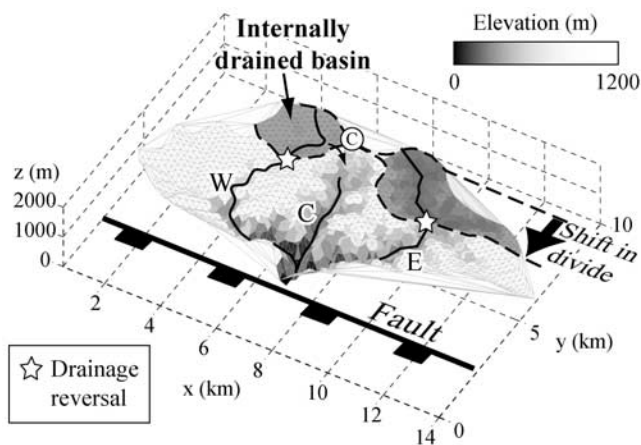 Internally
drained basin
Elevation (m)
0 1200
C
z (m)
2000
1000
0
W
C
E
10
Shift in
divide
Fault
5
y (km)
2
4
6
8
10
12
14
0
x (km)
Drainage
reversal